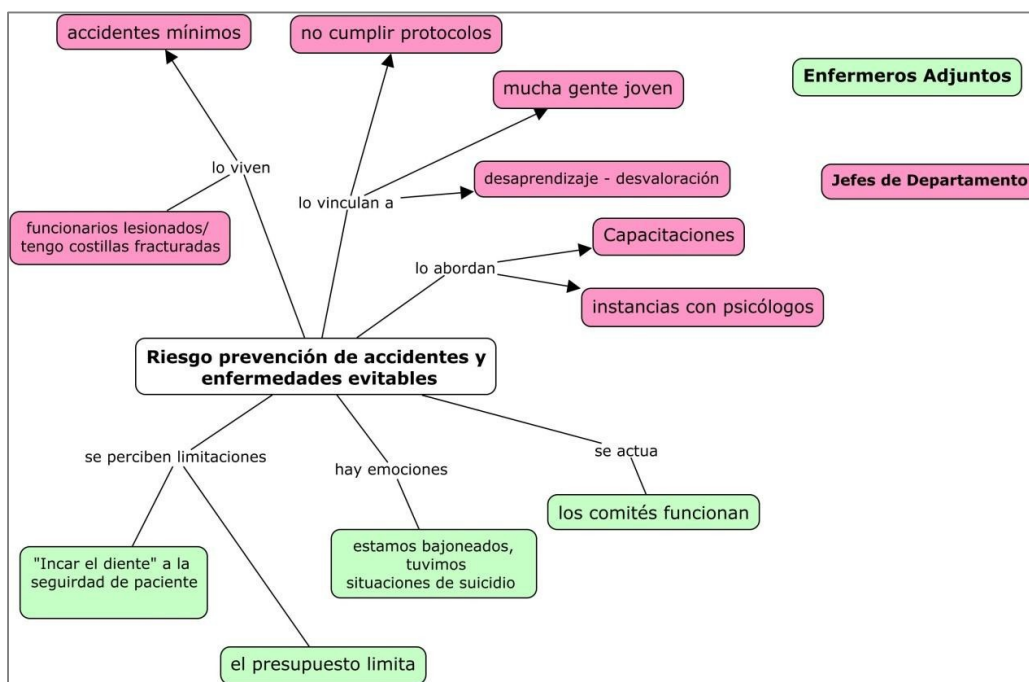 accidentes mínimos
no cumplir protocolos
Enfermeros Adjuntos
mucha gente joven
lo viven
desaprendizaje - desvaloración
Jefes de Departamento
lo vinculan a
funcionarios lesionados/
tengo costillas fracturadas
Capacitaciones
lo abordan
instancias con psicólogos
Riesgo prevención de accidentes y
enfermedades evitables
se perciben limitaciones
hay emociones
se actua
los comités funcionan
"Incar el diente" a la
seguirdad de paciente
estamos bajoneados,
tuvimos
situaciones de suicidio
el presupuesto limita